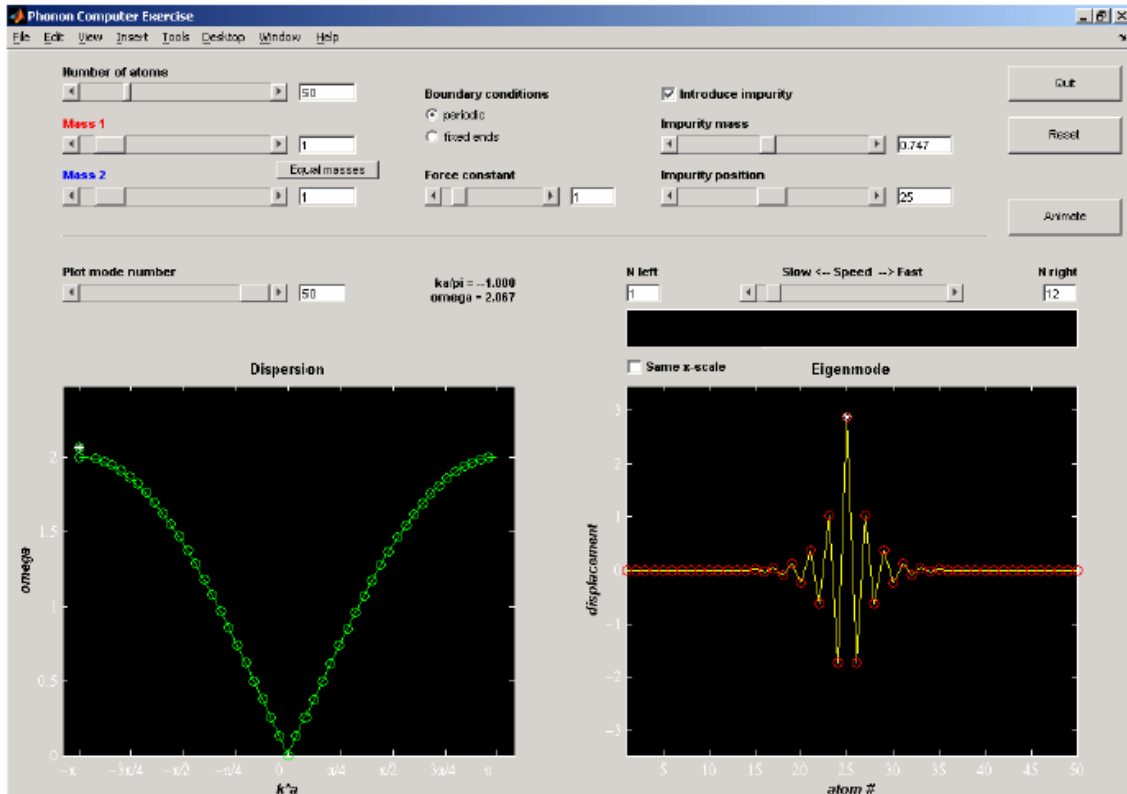 Phonon Computer Exercise
File Edit View Insert Tools Desktop Window Help
Number of atoms
50
Boundary conditions
periodic
fixed ends
Introduce impurity
Quit
Mass 1
1
Impurity mass
0.747
Reset
Equal masses
Mass 2
1
Force constant
1
Impurity position
25
Animate
Plot mode number
50
ka/pi = -1.000
omega = 2.067
N left
1
Slow <-- Speed --> Fast
N right
12
Dispersion
Same x-scale
Eigenmode
omega
2
1.5
1
0.5
0
-π -3π/4 -π/2 -π/4 0 π/4 π/2 3π/4 π
k*a
displacement
3
2
1
0
-1
-2
-3
5 10 15 20 25 30 35 40 45 50
atom #